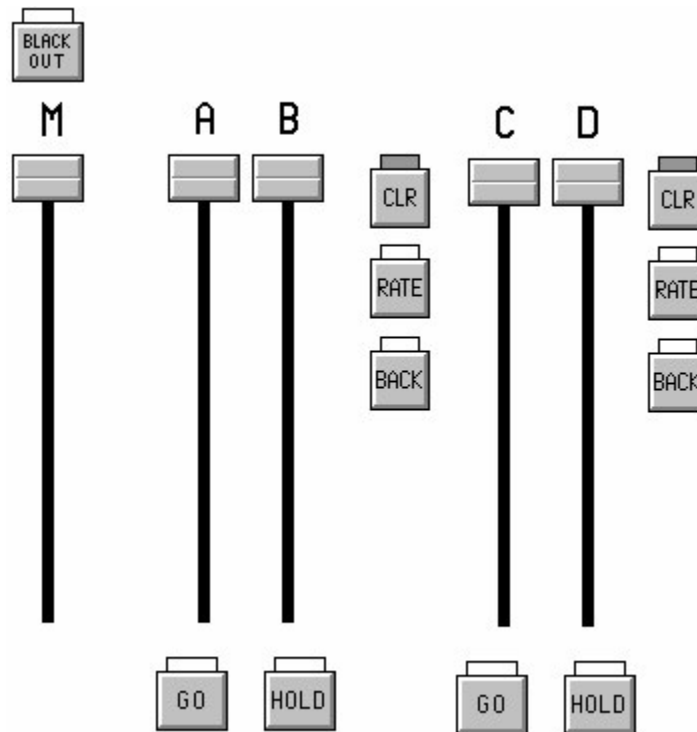 BLACK
OUT
M A B C D
CLR CLR
RATE RATE
BACK BACK
GO HOLD GO HOLD